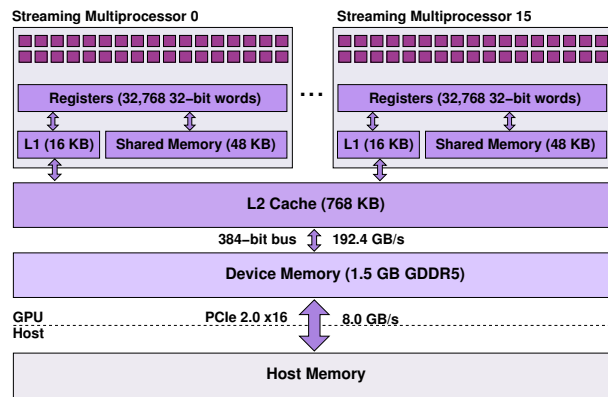 Streaming Multiprocessor 0
Streaming Multiprocessor 15
Registers (32,768 32−bit words)
...
Registers (32,768 32−bit words)
L1 (16 KB)
Shared Memory (48 KB)
L1 (16 KB)
Shared Memory (48 KB)
L2 Cache (768 KB)
384−bit bus
192.4 GB/s
Device Memory (1.5 GB GDDR5)
GPU
PCIe 2.0 x16
8.0 GB/s
Host
Host Memory